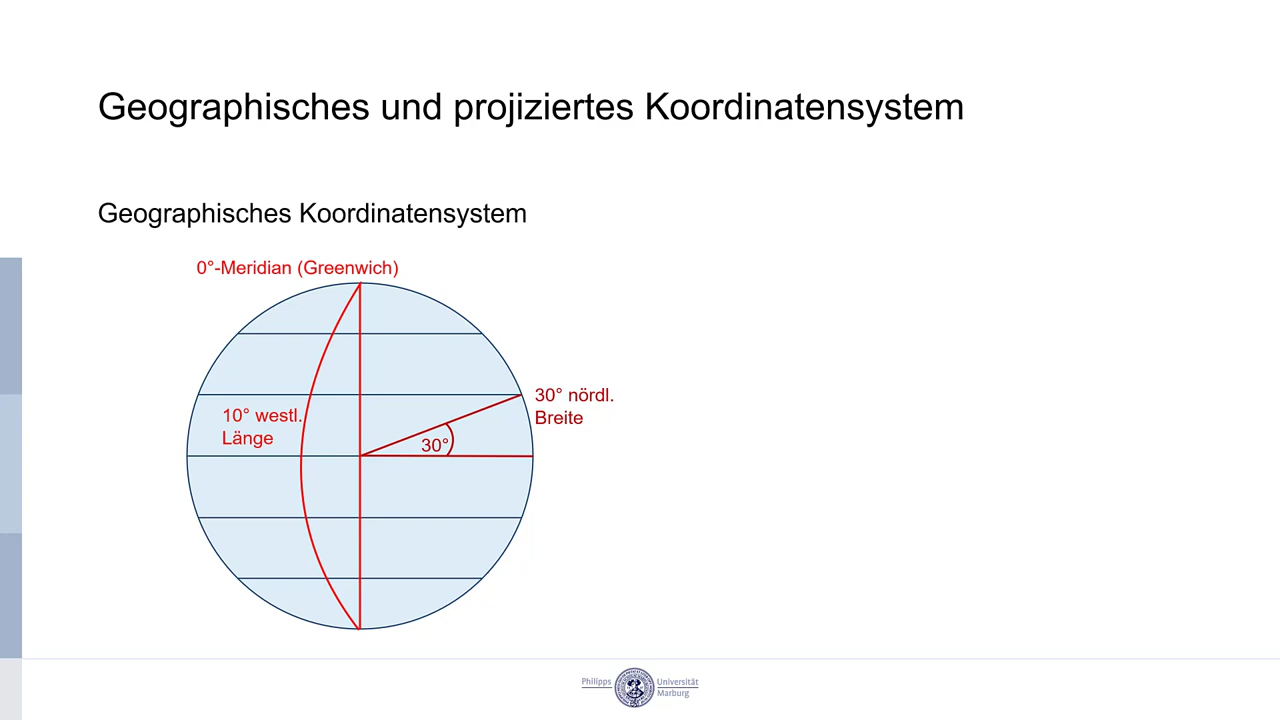 Geographisches und projiziertes Koordinatensystem
Geographisches Koordinatensystem
0°-Meridian (Greenwich)
30° nördl.
Breite
10° westl.
Länge
30°
Philipps
Universität
Marburg